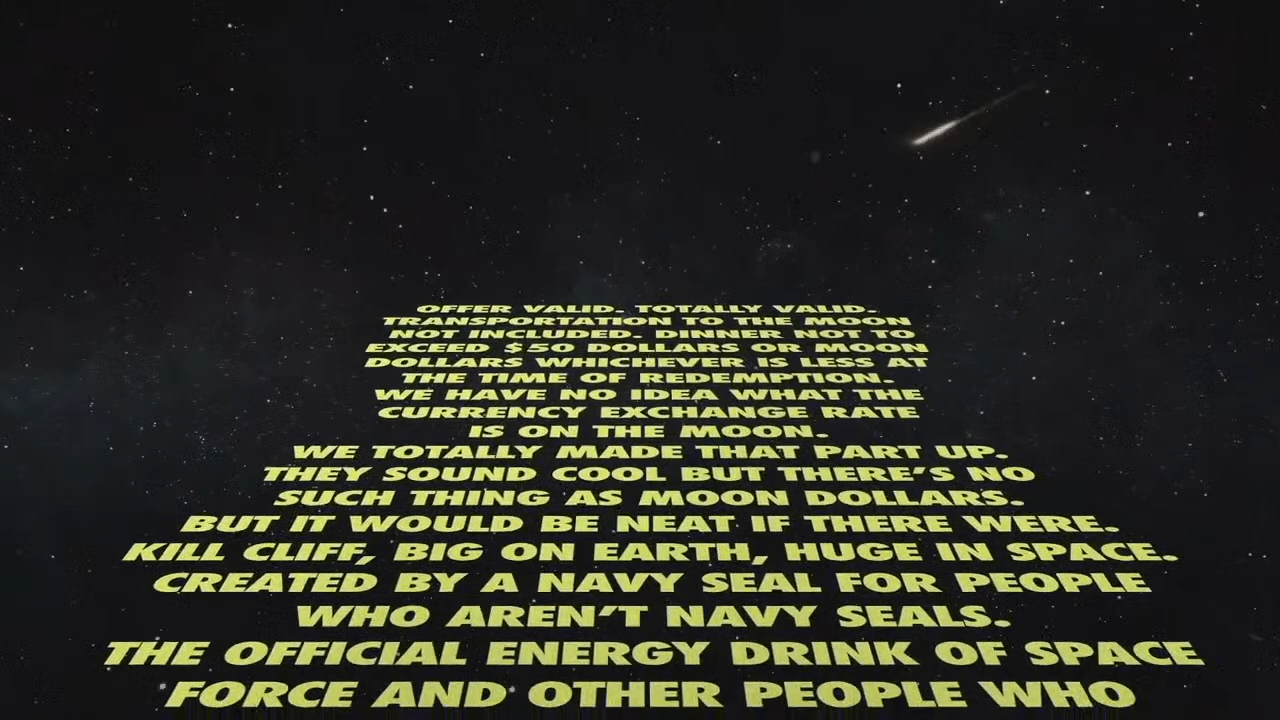 OFFER VALID. TOTALLY VALID.
TRANSPORTATION TO THE MOON
NOT INCLUDED. DINNER NOT TO
EXCEED $50 DOLLARS OR MOON
DOLLARS WHICHEVER IS LESS AT
THE TIME OF REDEMPTION.
WE HAVE NO IDEA WHAT THE
CURRENCY EXCHANGE RATE
IS ON THE MOON.
WE TOTALLY MADE THAT PART UP.
THEY SOUND COOL BUT THERE'S NO
SUCH THING AS MOON DOLLARS.
BUT IT WOULD BE NEAT IF THERE WERE.
KILL CLIFF, BIG ON EARTH, HUGE IN SPACE.
CREATED BY A NAVY SEAL FOR PEOPLE
WHO AREN'T NAVY SEALS.
THE OFFICIAL ENERGY DRINK OF SPACE
FORCE AND OTHER PEOPLE WHO